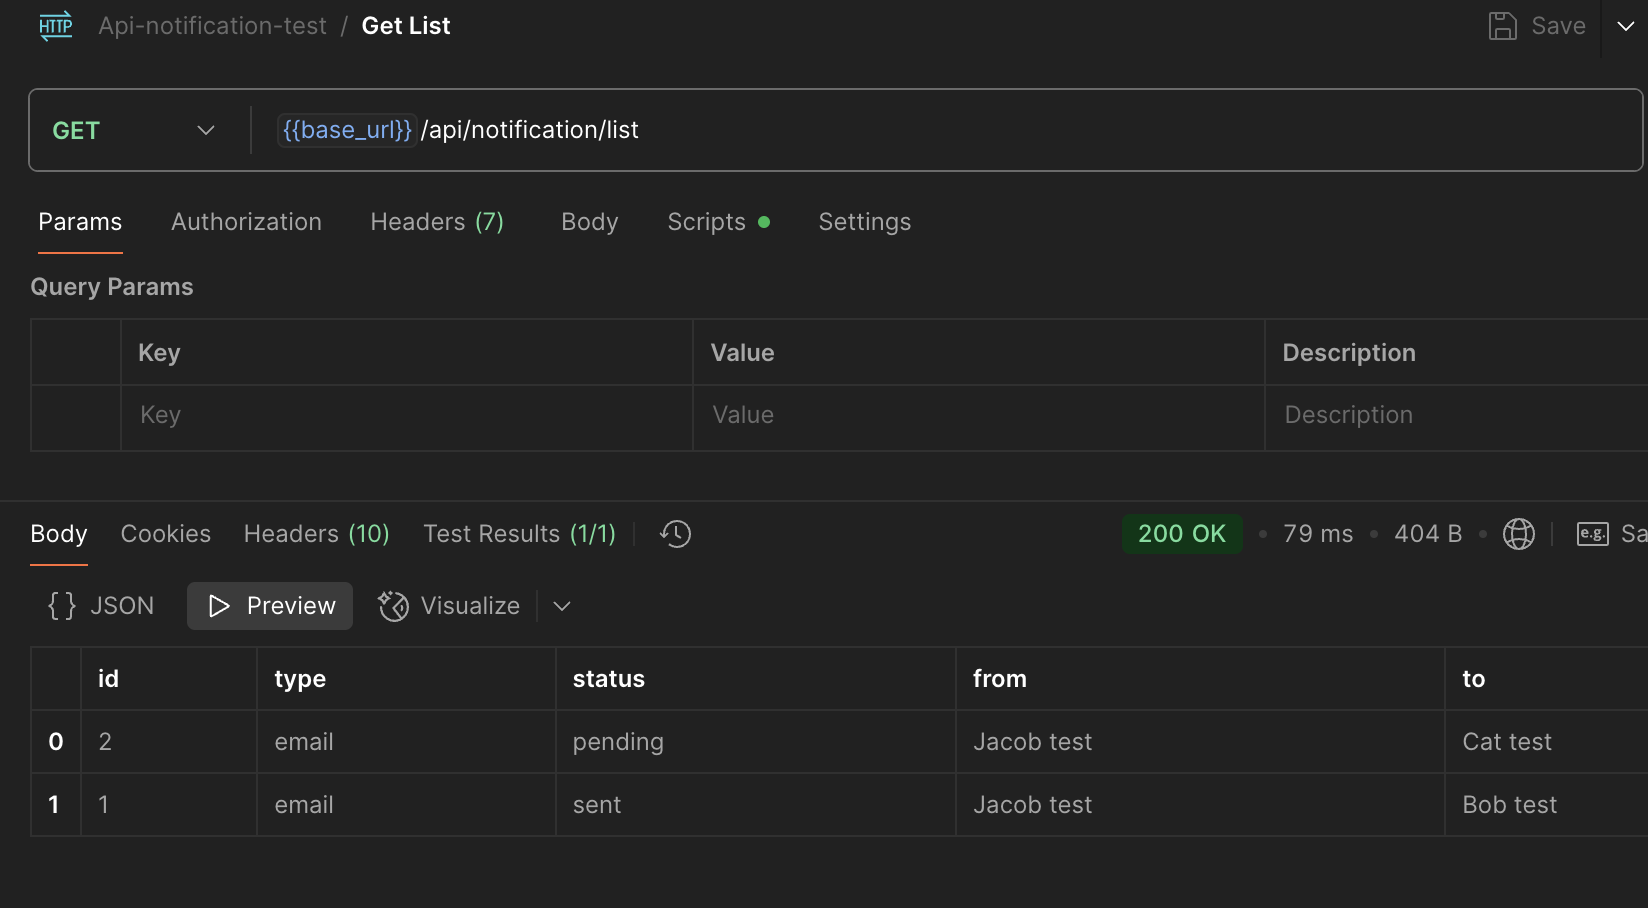 HTTP Api-notification-test / Get List Save
GET {{base_url}} /api/notification/list
Params Authorization Headers (7) Body Scripts Settings
Query Params
Key Value Description
Key Value Description
Body Cookies Headers (10) Test Results (1/1) 200 OK • 79 ms • 404 B • e.g. Sa
{ } JSON Preview Visualize
id type status from to
0 2 email pending Jacob test Cat test
1 1 email sent Jacob test Bob test